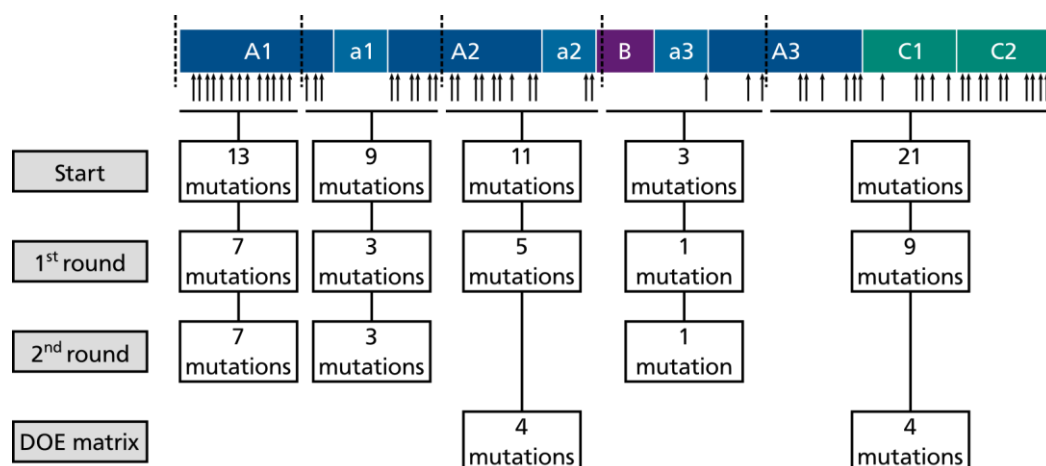 A1 a1 A2 a2 B a3 A3 C1 C2
Start
13 mutations
9 mutations
11 mutations
3 mutations
21 mutations
1st round
7 mutations
3 mutations
5 mutations
1 mutation
9 mutations
2nd round
7 mutations
3 mutations
1 mutation
DOE matrix
4 mutations
4 mutations